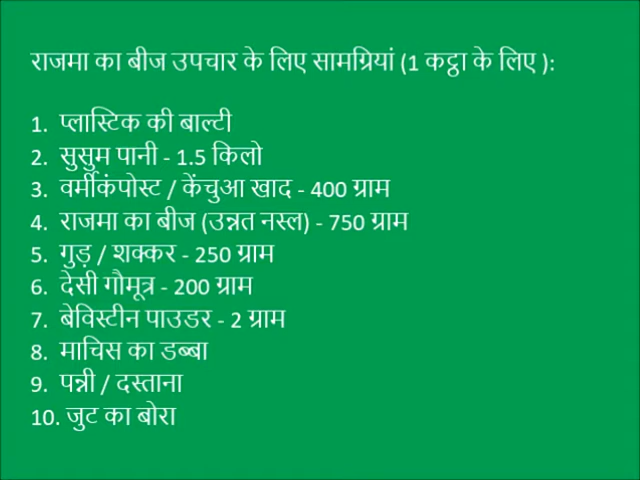 राजमा का बीज उपचार के लिए सामग्रियां (1 कट्ठा के लिए ):
1. प्लास्टिक की बाल्टी
2. सुसुम पानी - 1.5 किलो
3. वर्मीकंपोस्ट / केंचुआ खाद - 400 ग्राम
4. राजमा का बीज (उन्नत नस्ल) - 750 ग्राम
5. गुड़ / शक्कर - 250 ग्राम
6. देसी गौमूत्र - 200 ग्राम
7. बेविस्टीन पाउडर - 2 ग्राम
8. माचिस का डब्बा
9. पन्नी / दस्ताना
10. जुट का बोरा